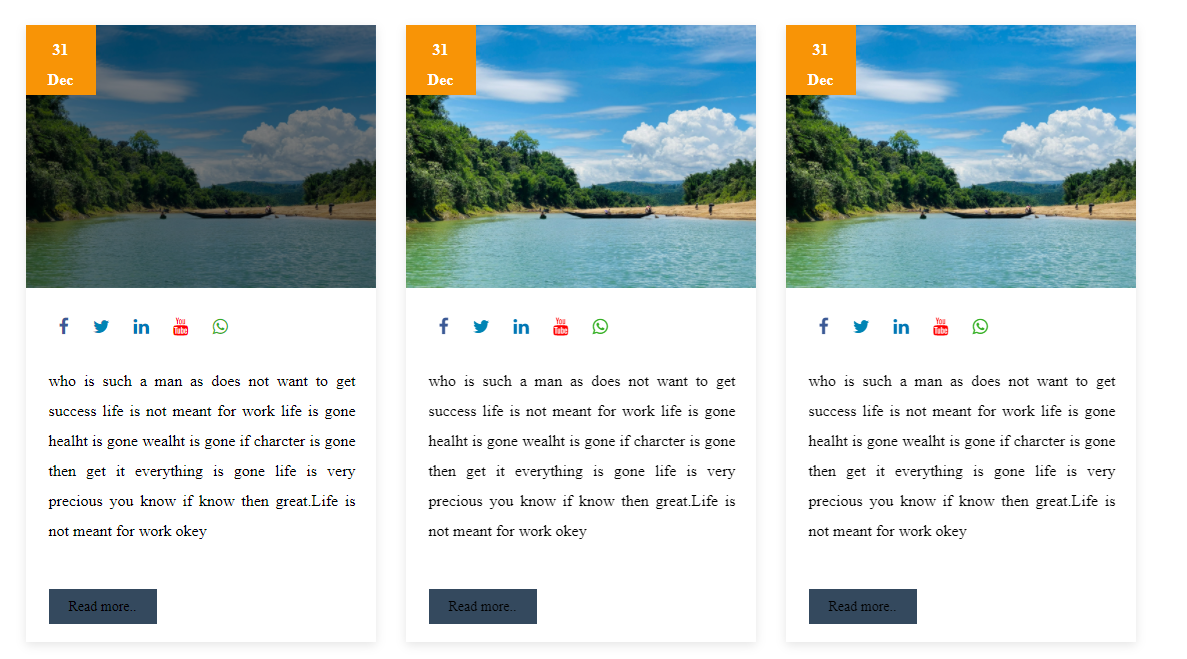 31
Dec
You
Tube
who is such a man as does not want to get
success life is not meant for work life is gone
healht is gone wealht is gone if charcter is gone
then get it everything is gone life is very
precious you know if know then great.Life is
not meant for work okey
Read more..
31
Dec
You
Tube
who is such a man as does not want to get
success life is not meant for work life is gone
healht is gone wealht is gone if charcter is gone
then get it everything is gone life is very
precious you know if know then great.Life is
not meant for work okey
Read more..
31
Dec
You
Tube
who is such a man as does not want to get
success life is not meant for work life is gone
healht is gone wealht is gone if charcter is gone
then get it everything is gone life is very
precious you know if know then great.Life is
not meant for work okey
Read more..